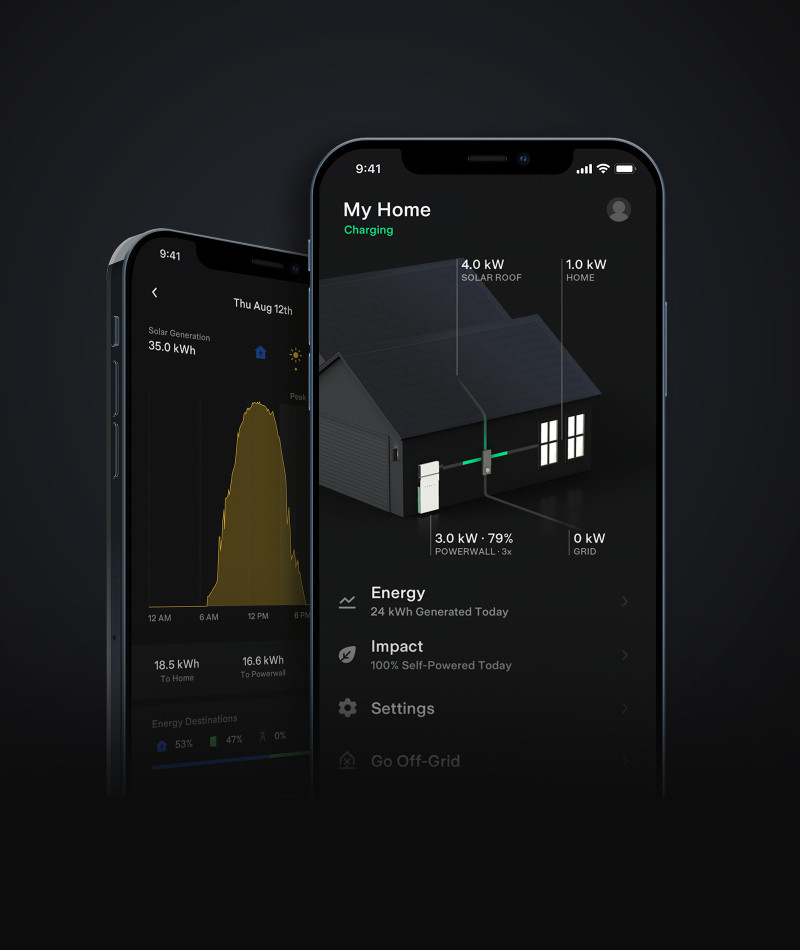 9:41
Thu Aug 12th
Solar Generation
35.0 kWh
Peak
12 AM 6 AM 12 PM 6 PM
18.5 kWh 16.6 kWh
To Home To Powerwall
Energy Destinations
53% 47% 0%
9:41
My Home
Charging
4.0 kW 1.0 kW
SOLAR ROOF HOME
3.0 kW · 79% 0 kW
POWERWALL · 3x GRID
Energy
24 kWh Generated Today
Impact
100% Self-Powered Today
Settings
Go Off-Grid